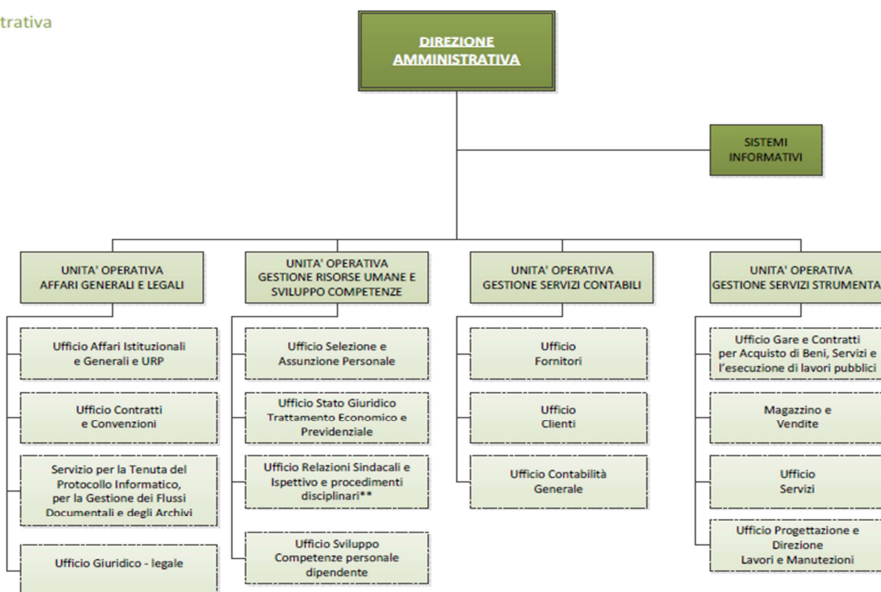 trativa
DIREZIONE
AMMINISTRATIVA
SISTEMI
INFORMATIVI
UNITA' OPERATIVA
AFFARI GENERALI E LEGALI
UNITA' OPERATIVA
GESTIONE RISORSE UMANE E
SVILUPPO COMPETENZE
UNITA' OPERATIVA
GESTIONE SERVIZI CONTABILI
UNITA' OPERATIVA
GESTIONE SERVIZI STRUMENTA
Ufficio Affari Istituzionali
e Generali e URP
Ufficio Contratti
e Convenzioni
Servizio per la Tenuta del
Protocollo Informatico,
per la Gestione dei Flussi
Documentali e degli Archivi
Ufficio Giuridico - legale
Ufficio Selezione e
Assunzione Personale
Ufficio Stato Giuridico
Trattamento Economico e
Previdenziale
Ufficio Relazioni Sindacali e
Ispettivo e procedimenti
disciplinari**
Ufficio Sviluppo
Competenze personale
dipendente
Ufficio
Fornitori
Ufficio
Clienti
Ufficio Contabilità
Generale
Ufficio Gare e Contratti
per Acquisto di Beni, Servizi e
l'esecuzione di lavori pubblici
Magazzino e
Vendite
Ufficio
Servizi
Ufficio Progettazione e
Direzione
Lavori e Manutezioni